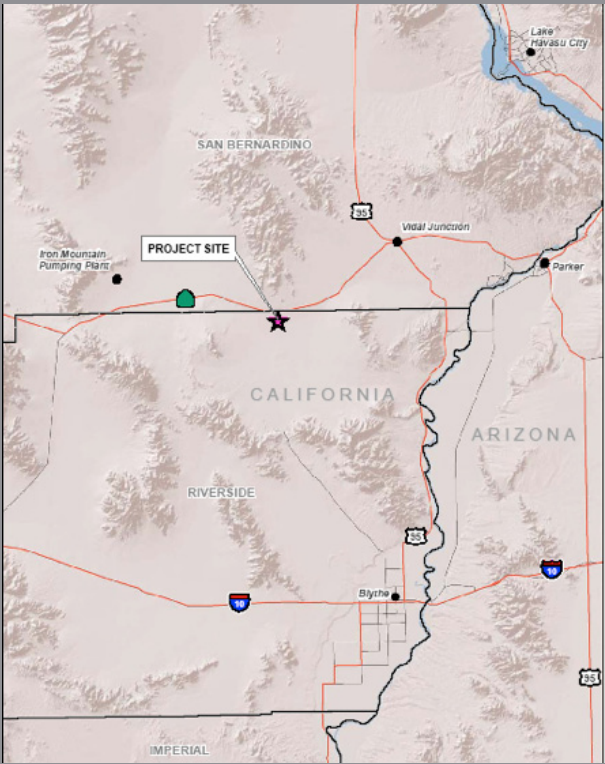 Lake
Havasu City
SAN BERNARDINO
95
Vidal Junction
PROJECT SITE
Iron Mountain
Pumping Plant
Parker
CALIFORNIA
ARIZONA
RIVERSIDE
95
10
10
Blythe
95
IMPERIAL